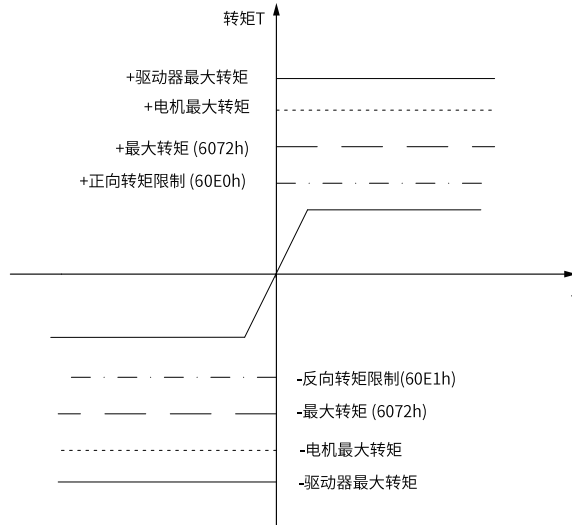 转矩T
+驱动器最大转矩
+电机最大转矩
+最大转矩 (6072h)
+正向转矩限制 (60E0h)
-反向转矩限制(60E1h)
-最大转矩 (6072h)
-电机最大转矩
-驱动器最大转矩